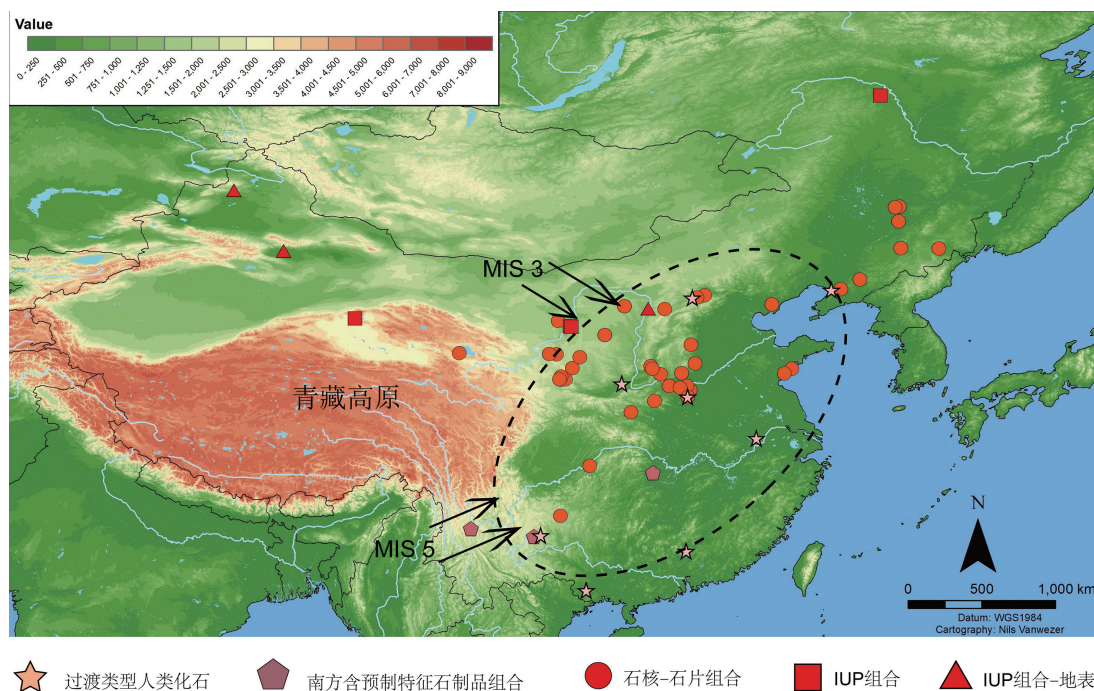 Value
0 - 250
251 - 500
501 - 750
751 - 1,000
1,001 - 1,250
1,251 - 1,500
1,501 - 2,000
2,001 - 2,500
2,501 - 3,000
3,001 - 3,500
3,501 - 4,000
4,001 - 4,500
4,501 - 5,000
5,001 - 6,000
6,001 - 7,000
7,001 - 8,000
8,001 - 9,000
MIS 3
青藏高原
MIS 5
N
0 500 1,000 km
Datum: WGS1984
Cartography: Nils Vanwezer
过渡类型人类化石 南方含预制特征石制品组合 石核–石片组合 IUP组合 IUP组合–地表